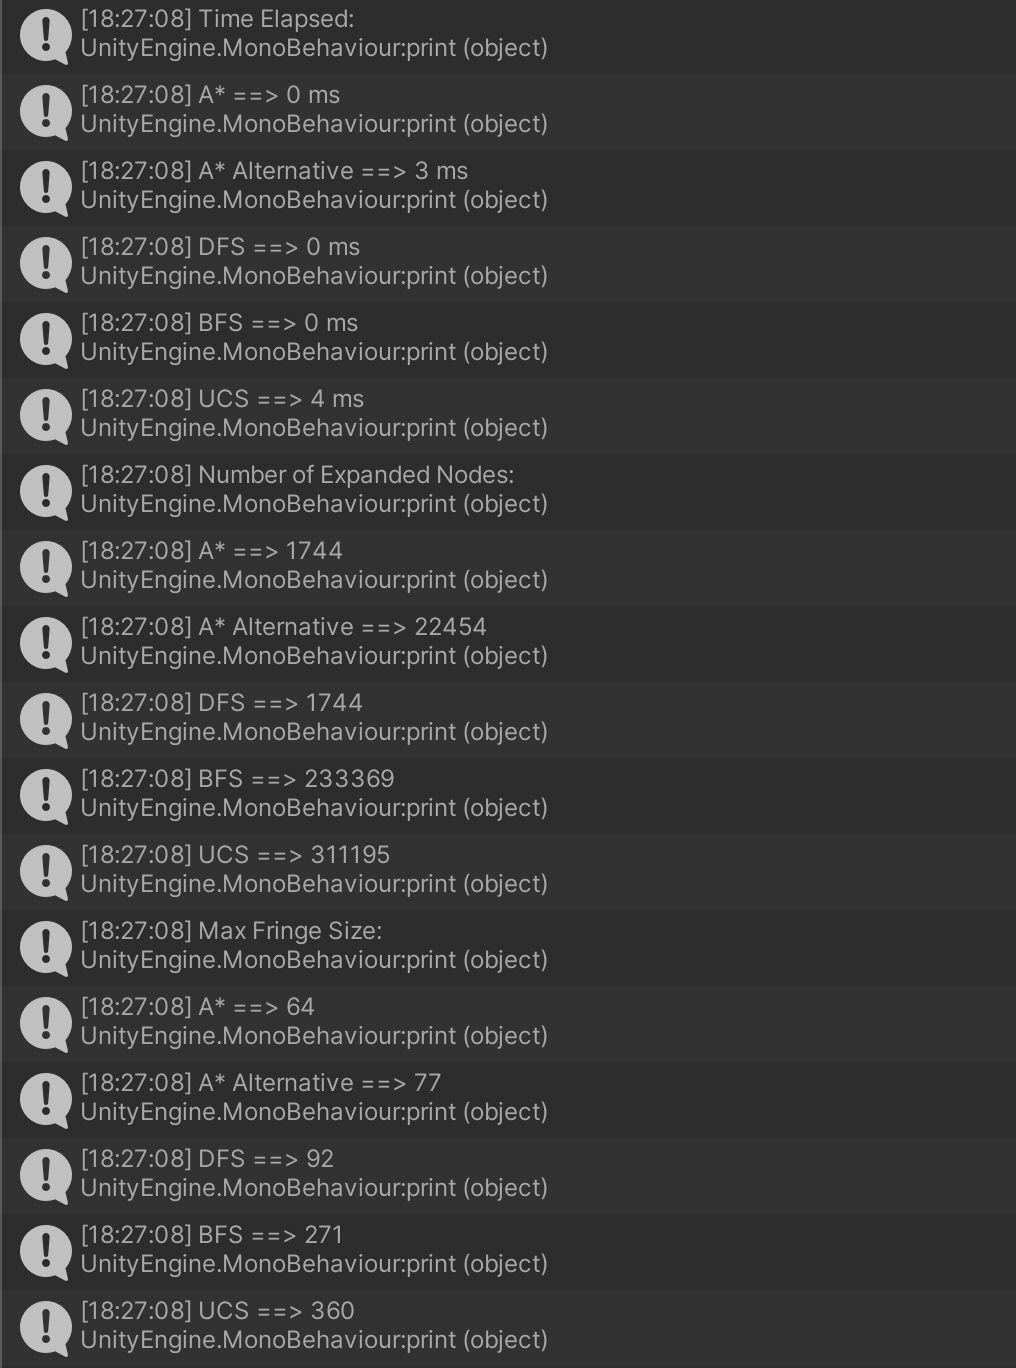 [18:27:08] Time Elapsed:
UnityEngine.MonoBehaviour:print (object)
[18:27:08] A* ==> 0 ms
UnityEngine.MonoBehaviour:print (object)
[18:27:08] A* Alternative ==> 3 ms
UnityEngine.MonoBehaviour:print (object)
[18:27:08] DFS ==> 0 ms
UnityEngine.MonoBehaviour:print (object)
[18:27:08] BFS ==> 0 ms
UnityEngine.MonoBehaviour:print (object)
[18:27:08] UCS ==> 4 ms
UnityEngine.MonoBehaviour:print (object)
[18:27:08] Number of Expanded Nodes:
UnityEngine.MonoBehaviour:print (object)
[18:27:08] A* ==> 1744
UnityEngine.MonoBehaviour:print (object)
[18:27:08] A* Alternative ==> 22454
UnityEngine.MonoBehaviour:print (object)
[18:27:08] DFS ==> 1744
UnityEngine.MonoBehaviour:print (object)
[18:27:08] BFS ==> 233369
UnityEngine.MonoBehaviour:print (object)
[18:27:08] UCS ==> 311195
UnityEngine.MonoBehaviour:print (object)
[18:27:08] Max Fringe Size:
UnityEngine.MonoBehaviour:print (object)
[18:27:08] A* ==> 64
UnityEngine.MonoBehaviour:print (object)
[18:27:08] A* Alternative ==> 77
UnityEngine.MonoBehaviour:print (object)
[18:27:08] DFS ==> 92
UnityEngine.MonoBehaviour:print (object)
[18:27:08] BFS ==> 271
UnityEngine.MonoBehaviour:print (object)
[18:27:08] UCS ==> 360
UnityEngine.MonoBehaviour:print (object)